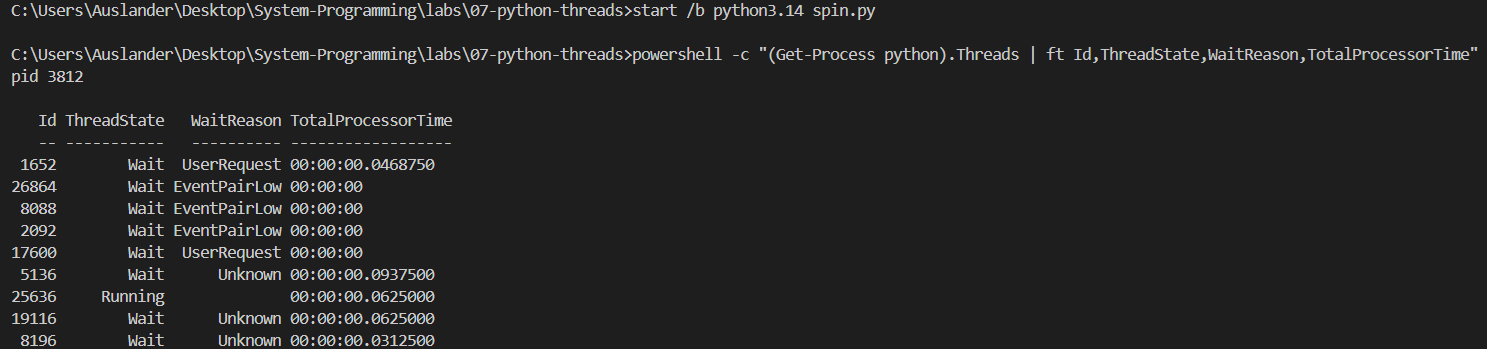 C:\Users\Auslander\Desktop\System-Programming\labs\07-python-threads>start /b python3.14 spin.py
C:\Users\Auslander\Desktop\System-Programming\labs\07-python-threads>powershell -c "(Get-Process python).Threads | ft Id,ThreadState,WaitReason,TotalProcessorTime"
pid 3812
   Id ThreadState   WaitReason TotalProcessorTime
   -- -----------   ---------- ------------------
 1652        Wait  UserRequest 00:00:00.0468750
26864        Wait EventPairLow 00:00:00
 8088        Wait EventPairLow 00:00:00
 2092        Wait EventPairLow 00:00:00
17600        Wait  UserRequest 00:00:00
 5136        Wait      Unknown 00:00:00.0937500
25636     Running              00:00:00.0625000
19116        Wait      Unknown 00:00:00.0625000
 8196        Wait      Unknown 00:00:00.0312500